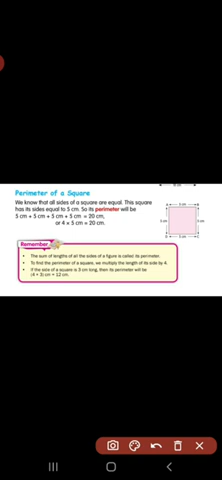 Perimeter of a Square
We know that all sides of a square are equal. This square
has its sides equal to 5 cm. So its perimeter will be
5 cm + 5 cm + 5 cm + 5 cm = 20 cm,
or 4 × 5 cm = 20 cm.
A 5 cm B
5 cm 5 cm
D 5 cm C
Remember
• The sum of lengths of all the sides of a figure is called its perimeter.
• To find the perimeter of a square, we multiply the length of its side by 4.
• If the side of a square is 3 cm long, then its perimeter will be
(4 × 3) cm = 12 cm.